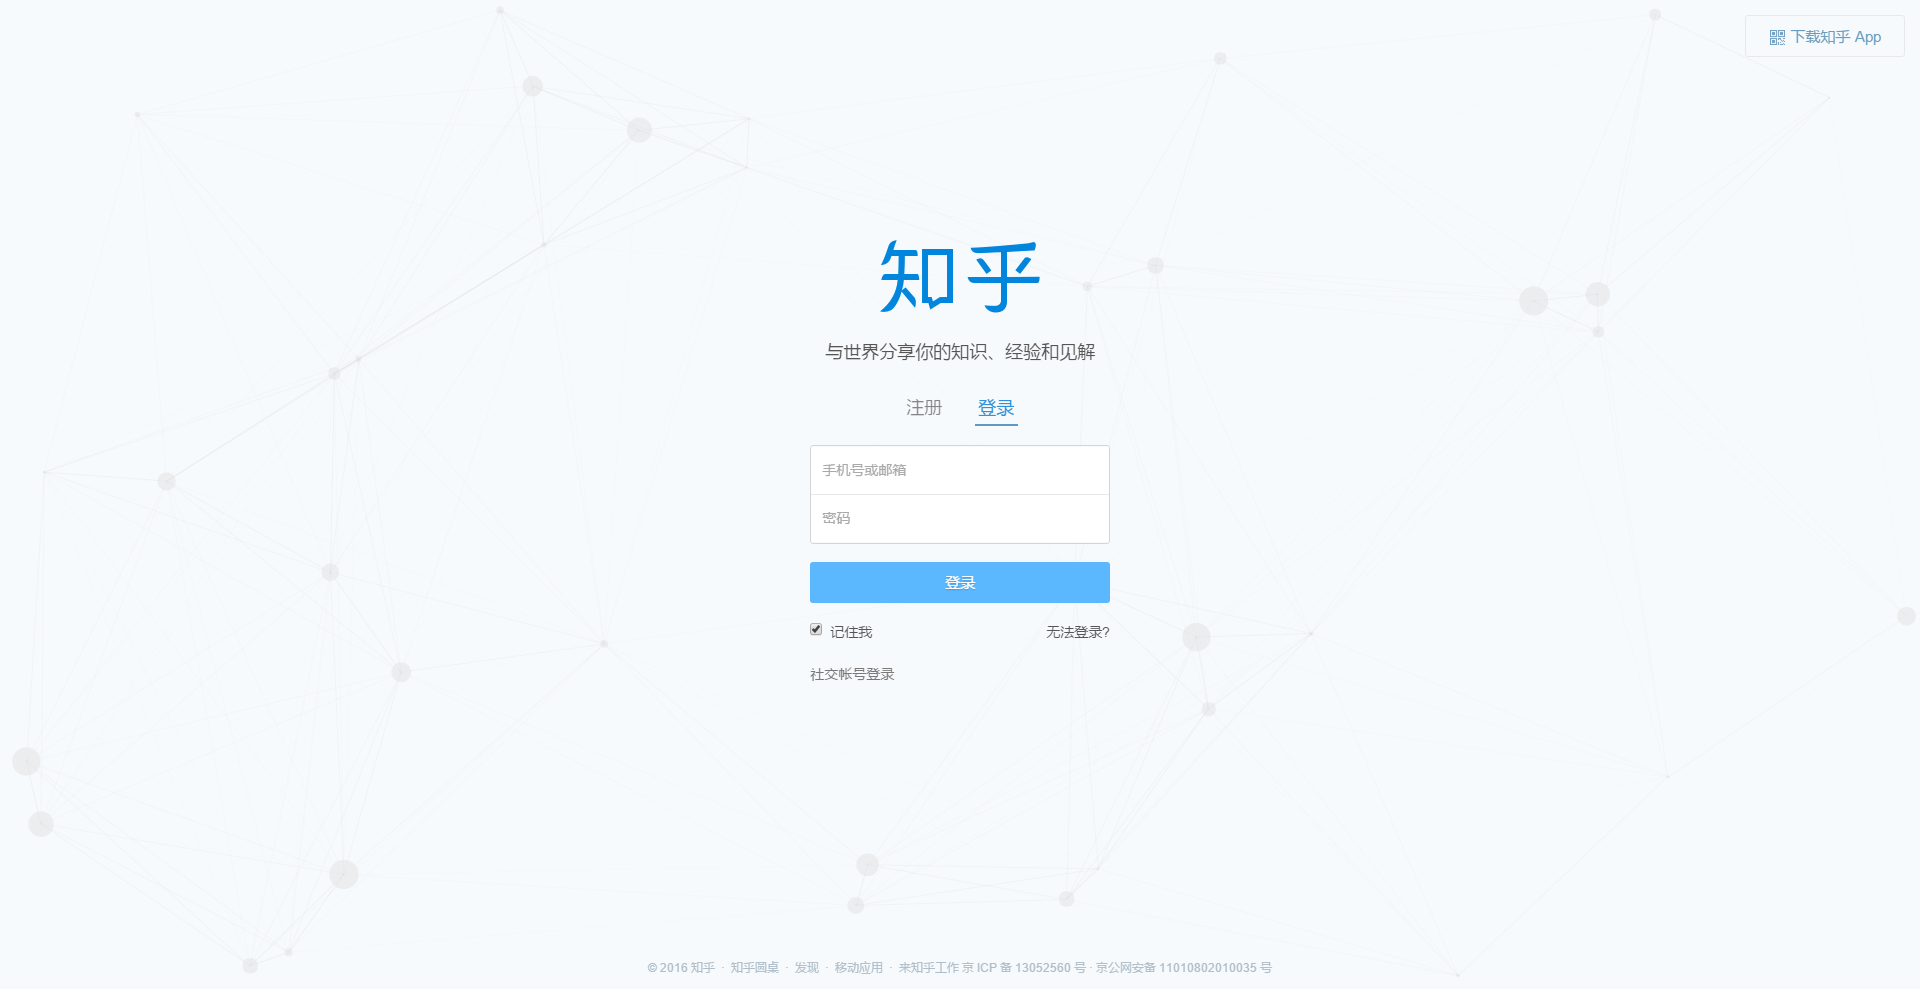 下载知乎 App
知乎
与世界分享你的知识、经验和见解
注册 登录
手机号或邮箱
密码
登录
记住我 无法登录?
社交帐号登录
© 2016 知乎 · 知乎圆桌 · 发现 · 移动应用 · 来知乎工作 京 ICP 备 13052560 号 · 京公网安备 11010802010035 号